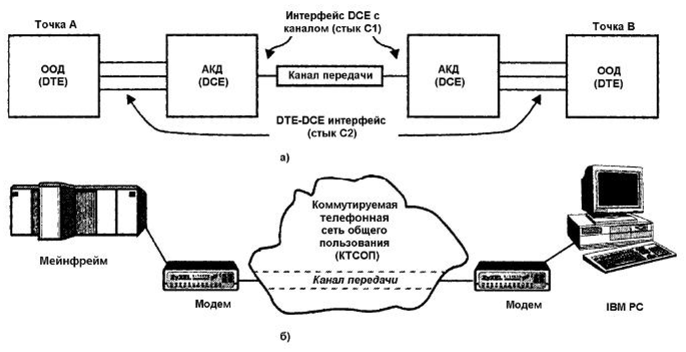 Точка А
Интерфейс DCE с
каналом (стык С1)
Точка В
ООД
(DTE)
АКД
(DCE)
Канал передачи
АКД
(DCE)
ООД
(DTE)
DTE-DCE интерфейс
(стык С2)
а)
Коммутируемая
телефонная
сеть общего
пользования
(КТСОП)
Мейнфрейм
Канал передачи
Модем
Модем
IBM PC
б)